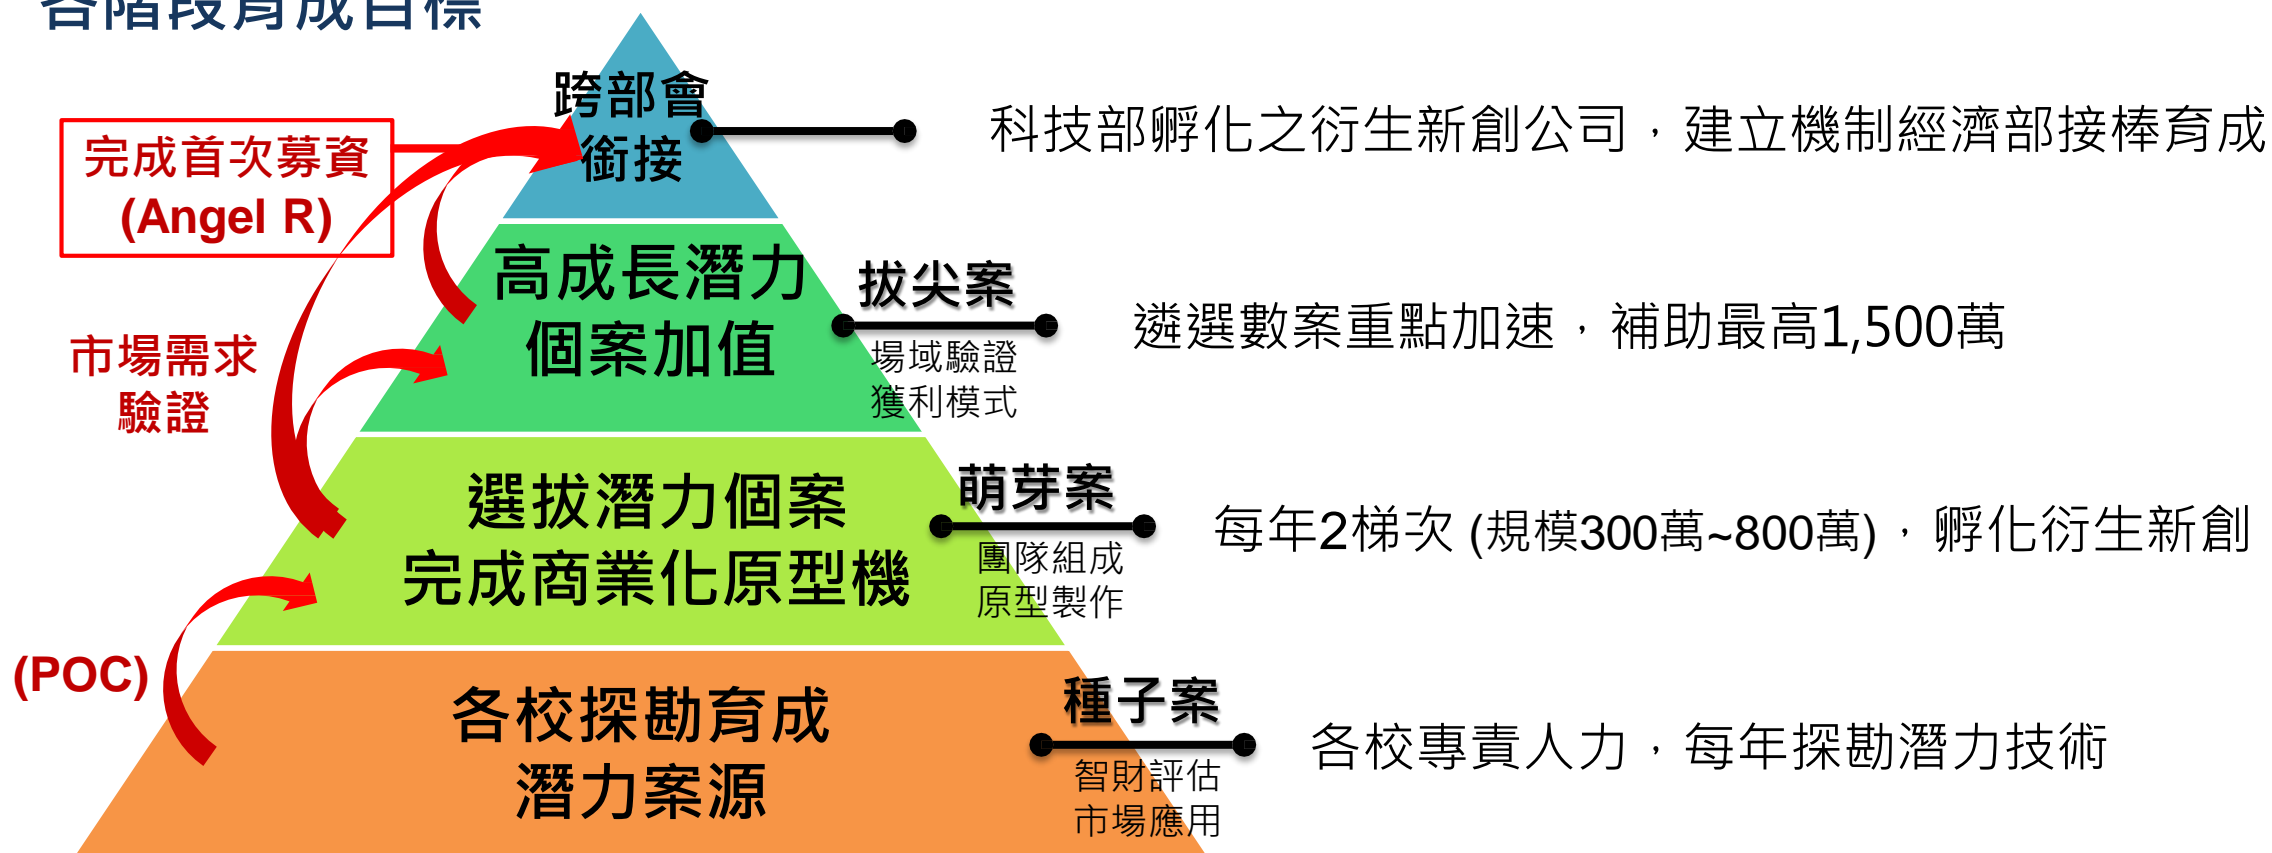 各階段育成目標
跨部會
銜接
科技部孵化之衍生新創公司，建立機制經濟部接棒育成
完成首次募資
(Angel R)
高成長潛力
個案加值
拔尖案
場域驗證
獲利模式
遴選數案重點加速，補助最高1,500萬
市場需求
驗證
選拔潛力個案
完成商業化原型機
萌芽案
團隊組成
原型製作
每年2梯次 (規模300萬~800萬)，孵化衍生新創
(POC)
各校探勘育成
潛力案源
種子案
智財評估
市場應用
各校專責人力，每年探勘潛力技術